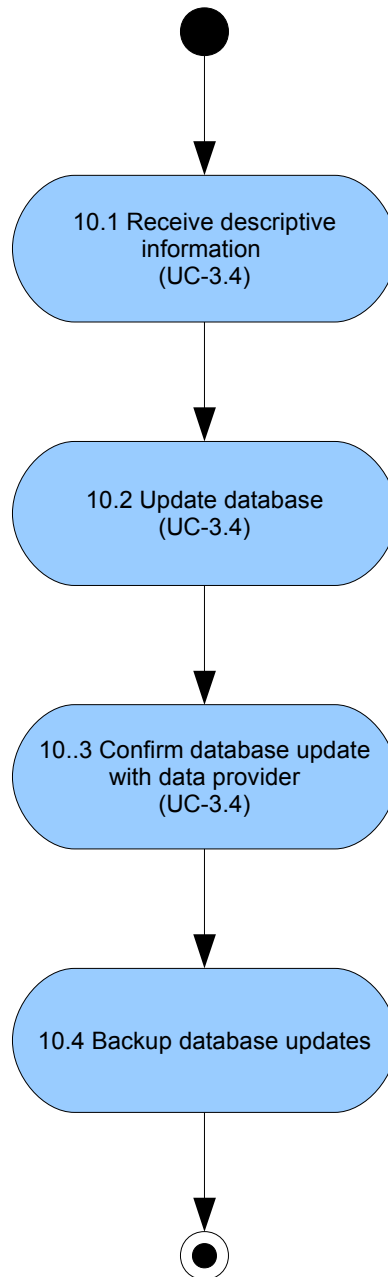 10.1 Receive descriptive
information
(UC-3.4)
10.2 Update database
(UC-3.4)
10..3 Confirm database update
with data provider
(UC-3.4)
10.4 Backup database updates